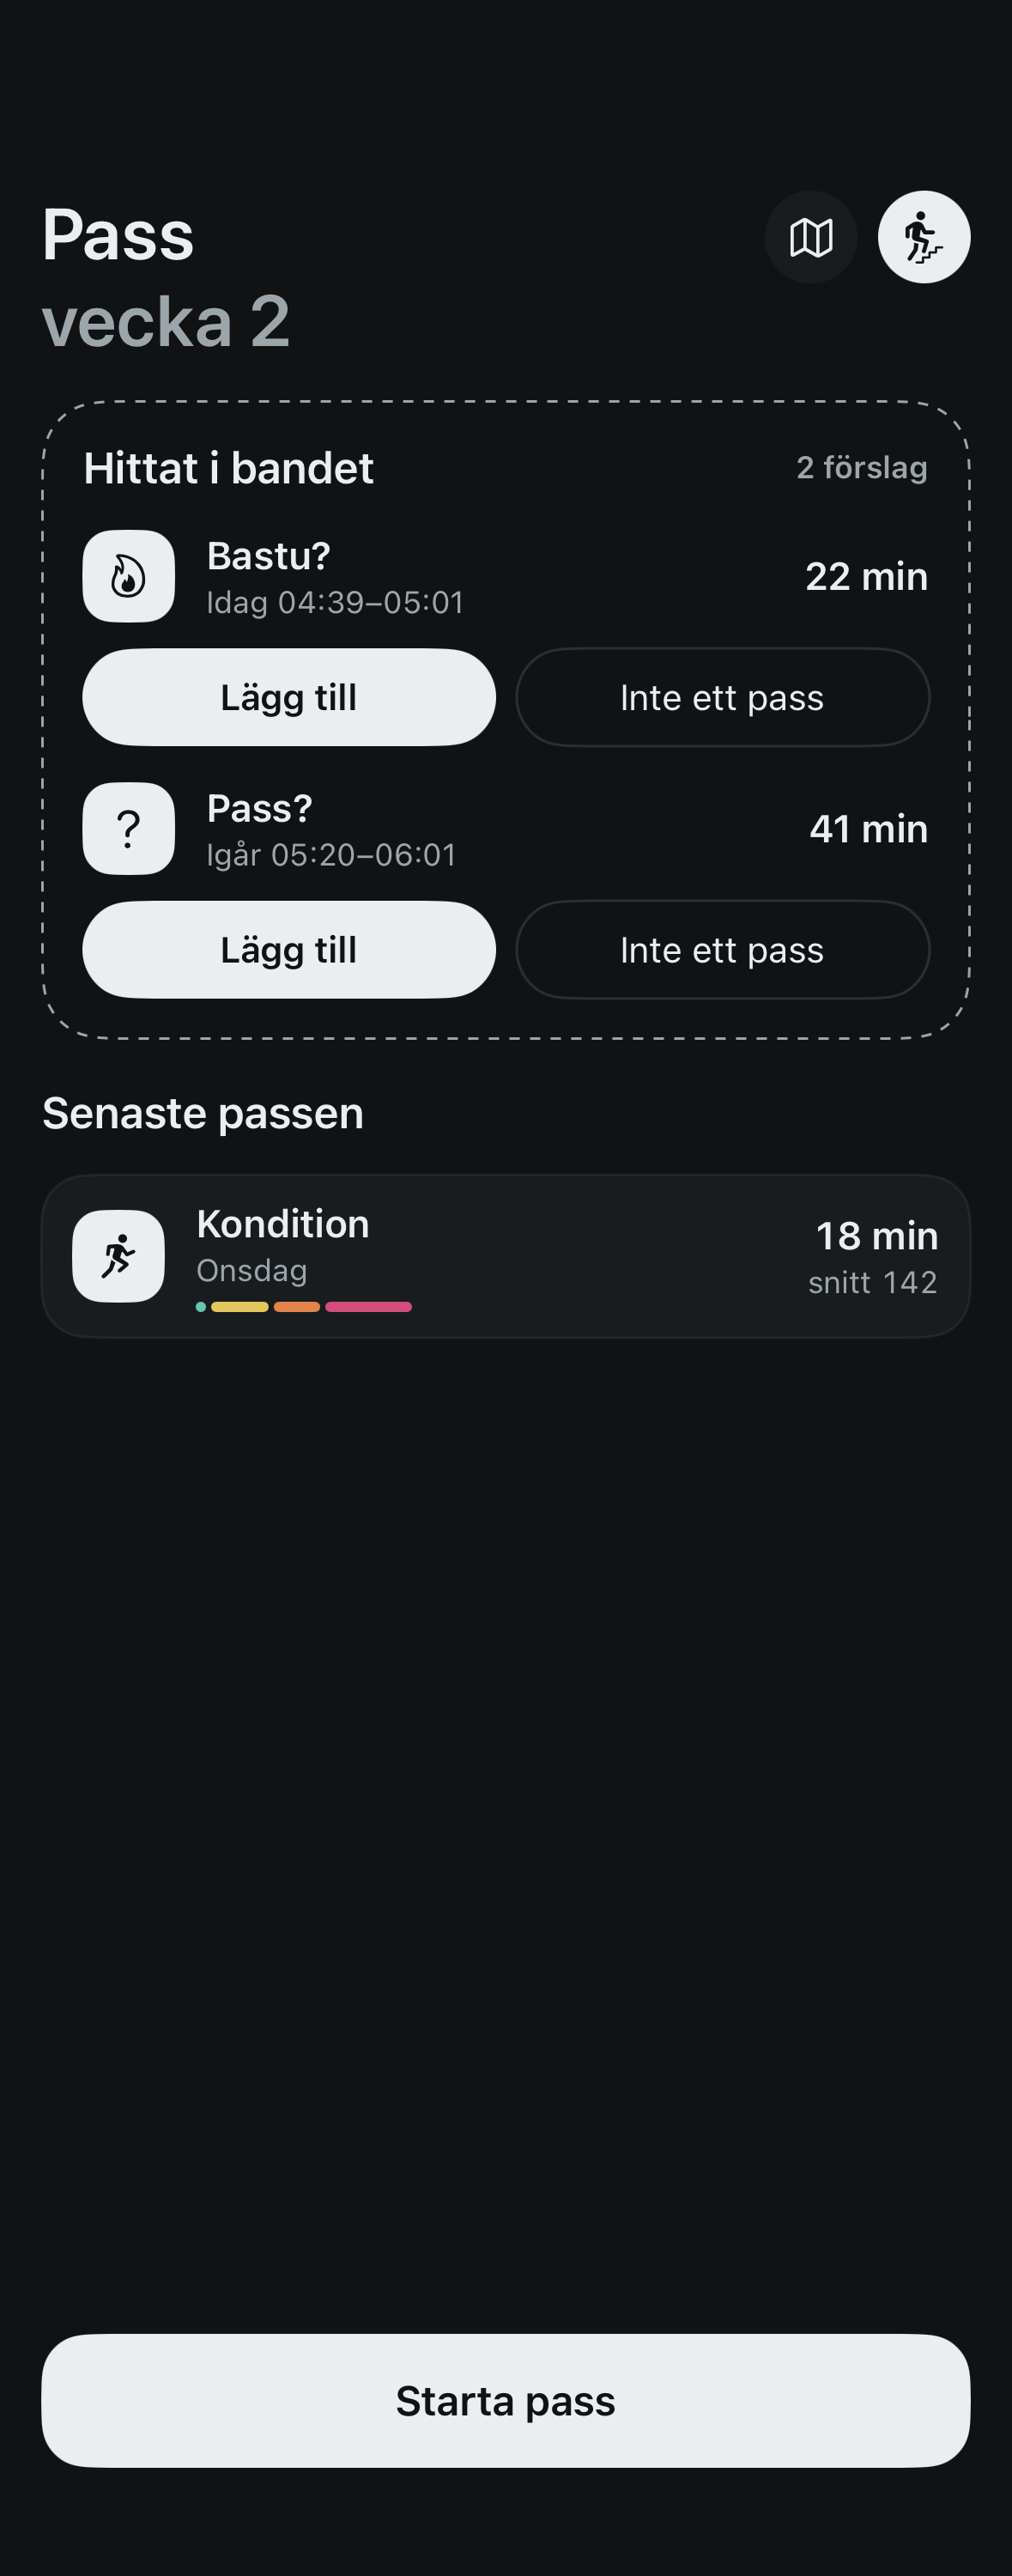 Pass
vecka 2
Hittat i bandet
2 förslag
Bastu?
22 min
Idag 04:39–05:01
Lägg till
Inte ett pass
?
Pass?
41 min
Igår 05:20–06:01
Lägg till
Inte ett pass
Senaste passen
Kondition
18 min
Onsdag
snitt 142
Starta pass